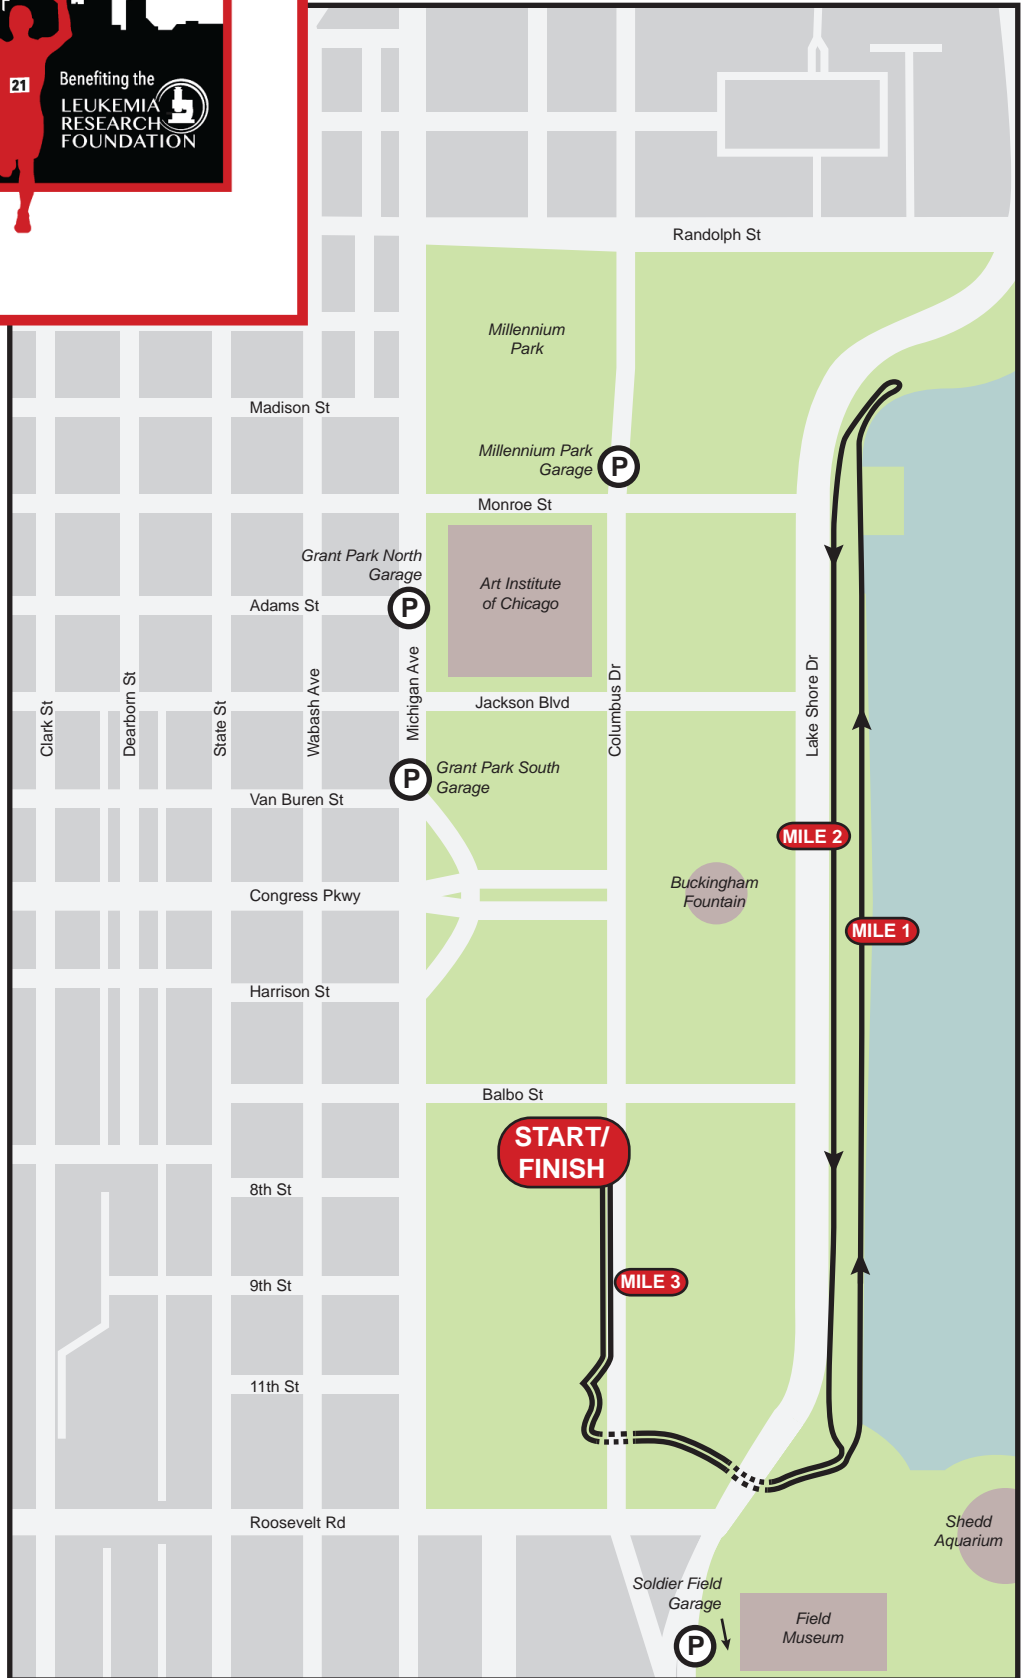 21
Benefiting the
LEUKEMIA
RESEARCH
FOUNDATION
Randolph St
Millennium
Park
Madison St
Millennium Park
Garage
P
Monroe St
Grant Park North
Garage
P
Art Institute
of Chicago
Adams St
Clark St
Dearborn St
State St
Wabash Ave
Michigan Ave
Jackson Blvd
Columbus Dr
Lake Shore Dr
P
Grant Park South
Garage
Van Buren St
MILE 2
Buckingham
Fountain
Congress Pkwy
MILE 1
Harrison St
Balbo St
START/
FINISH
8th St
9th St
MILE 3
11th St
Roosevelt Rd
Shedd
Aquarium
Soldier Field
Garage
P
Field
Museum